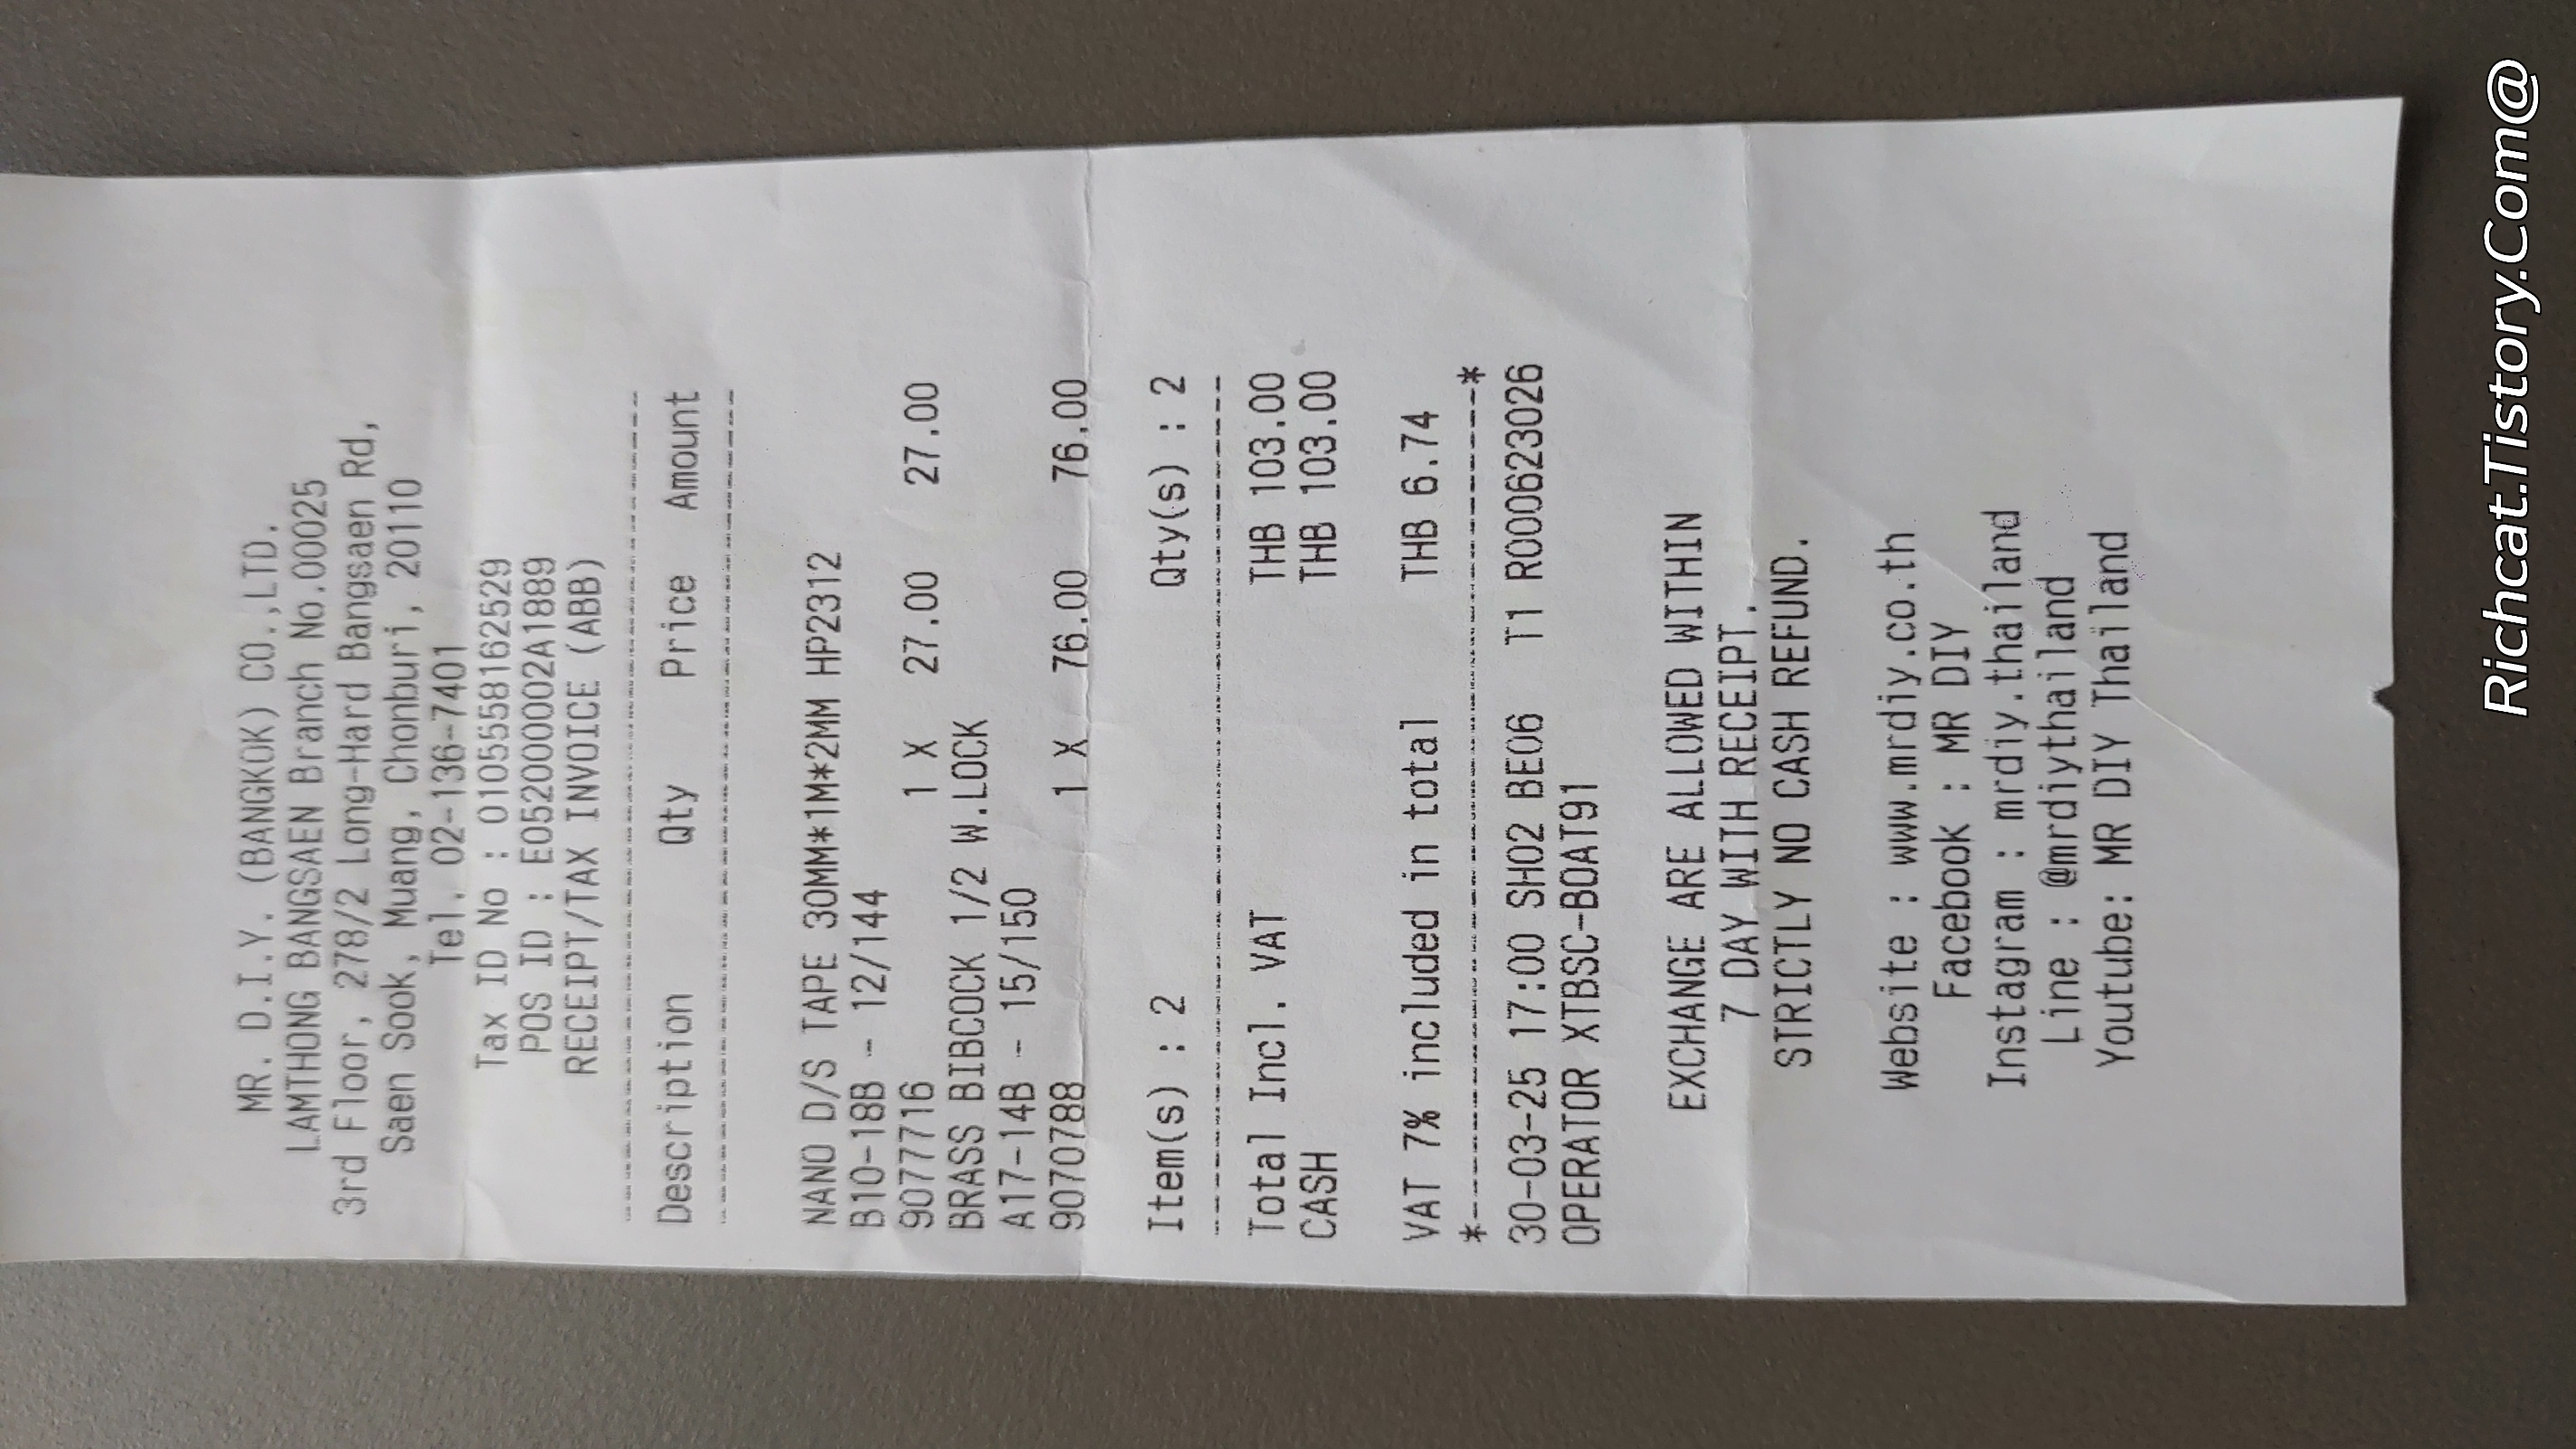 MR. D.I.Y. (BANGKOK) CO.,LTD.
LAMTHONG BANGSAEN Branch No.00025
3rd Floor, 278/2 Long-Hard Bangsaen Rd,
Saen Sook, Muang, Chonburi, 20110
Tel. 02-136-7401
Tax ID No : 0105558162529
POS ID : E052000002A1889
RECEIPT/TAX INVOICE (ABB)
Description Qty Price Amount
NANO D/S TAPE 30MM*1M*2MM HP2312
B10-18B - 12/144
9077716 1 X 27.00 27.00
BRASS BIBCOCK 1/2 W.LOCK
A17-14B - 15/150
9070788 1 X 76.00 76.00
Item(s) : 2 Qty(s) : 2
Total Incl. VAT THB 103.00
CASH THB 103.00
VAT 7% included in total THB 6.74
*--------------------------------------*
30-03-25 17:00 SH02 BE06 T1 R000623026
OPERATOR XTBSC-BOAT91
EXCHANGE ARE ALLOWED WITHIN
7 DAY WITH RECEIPT.
STRICTLY NO CASH REFUND.
Website : www.mrdiy.co.th
Facebook : MR DIY
Instagram : mrdiy.thailand
Line : @mrdiythailand
Youtube: MR DIY Thailand
Richcat.Tistory.Com@